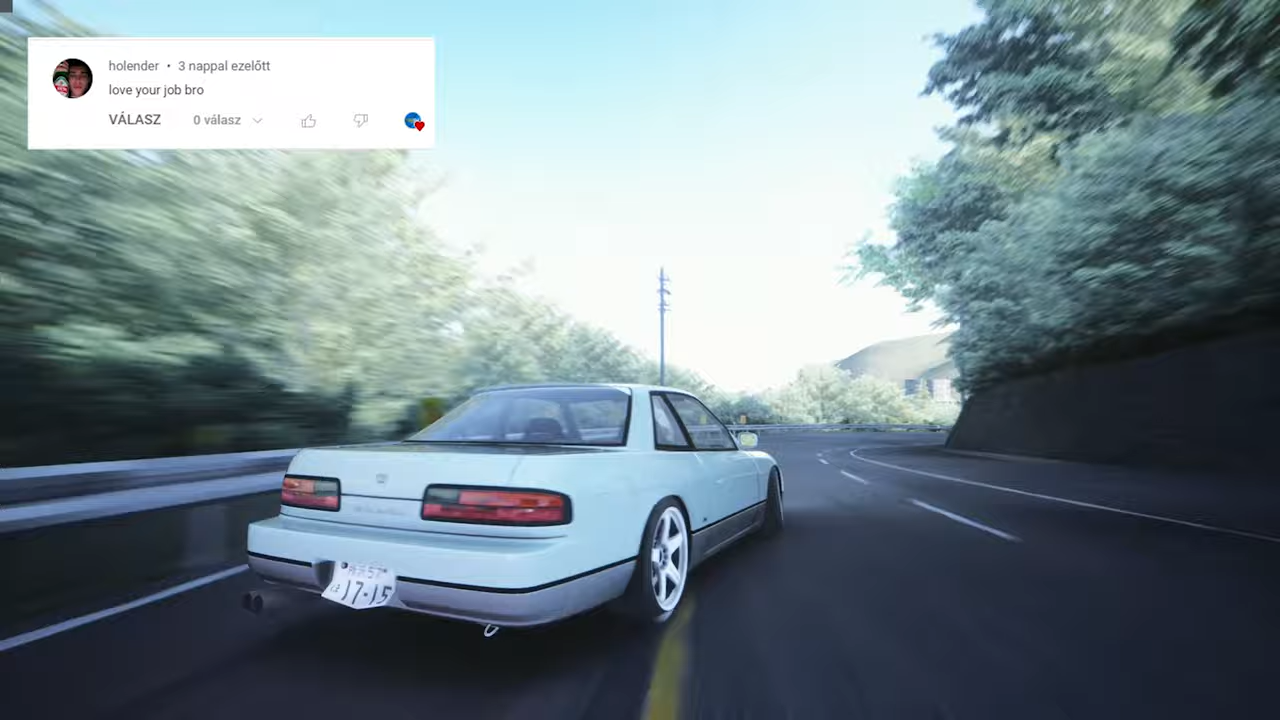 holender • 3 nappal ezelőtt
love your job bro
VÁLASZ 0 válasz
17-15